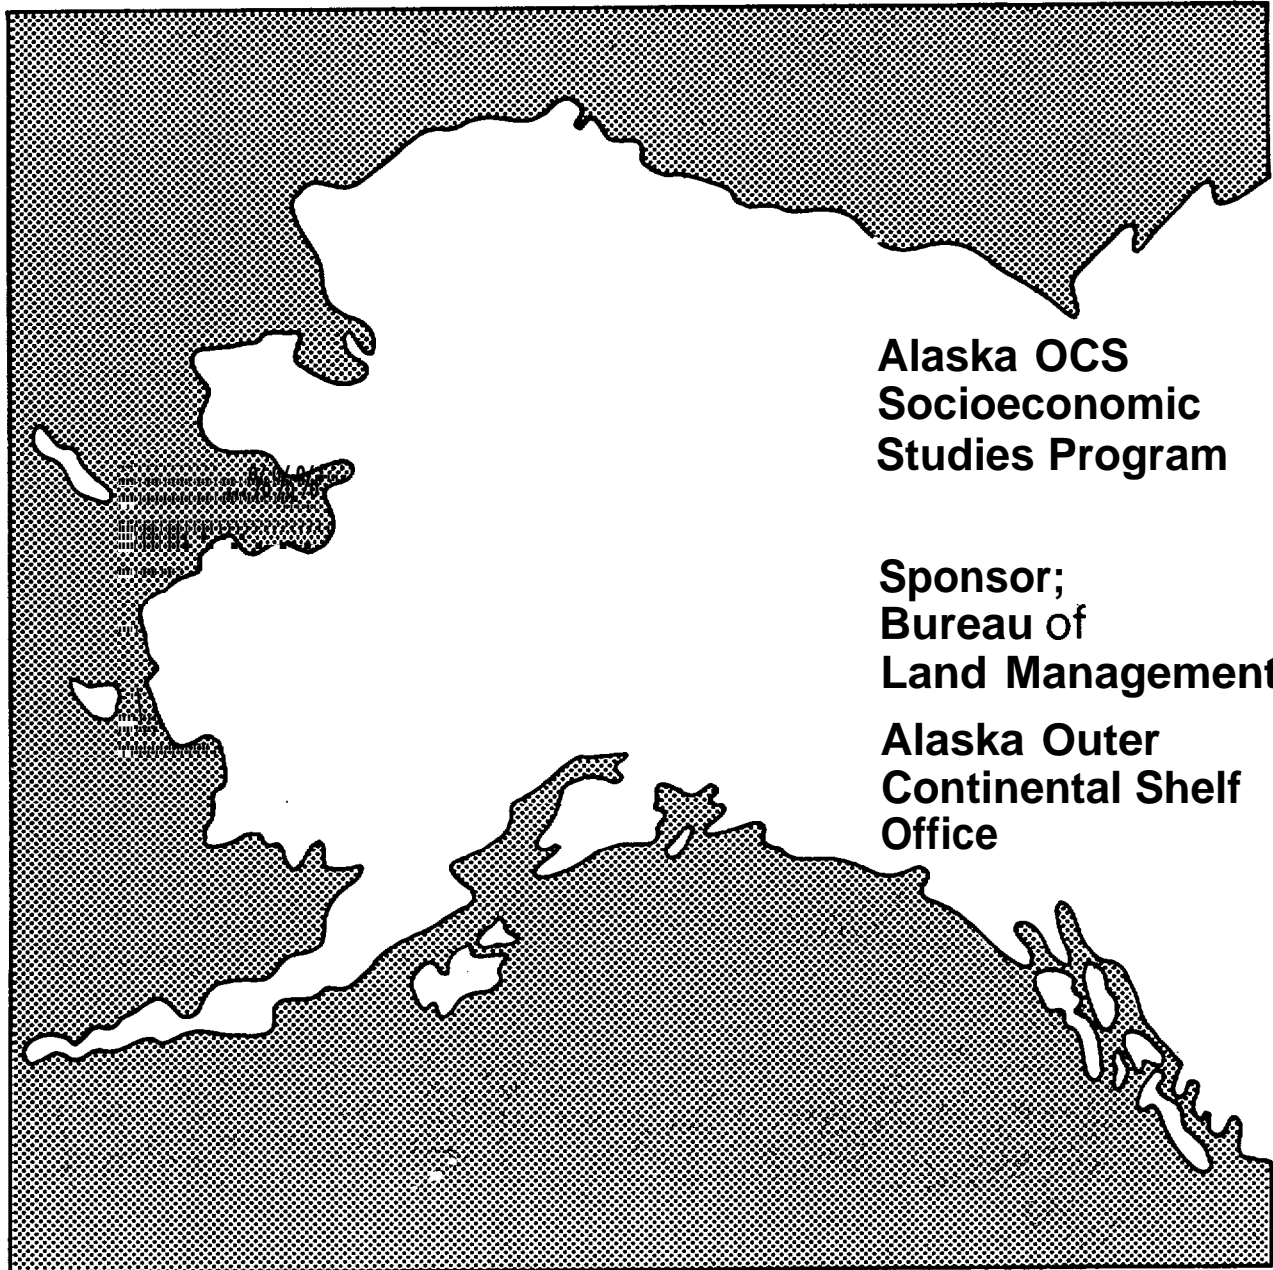 Alaska OCS
Socioeconomic
Studies Program
Sponsor;
Bureau of
Land Management
Alaska Outer
Continental Shelf
Office